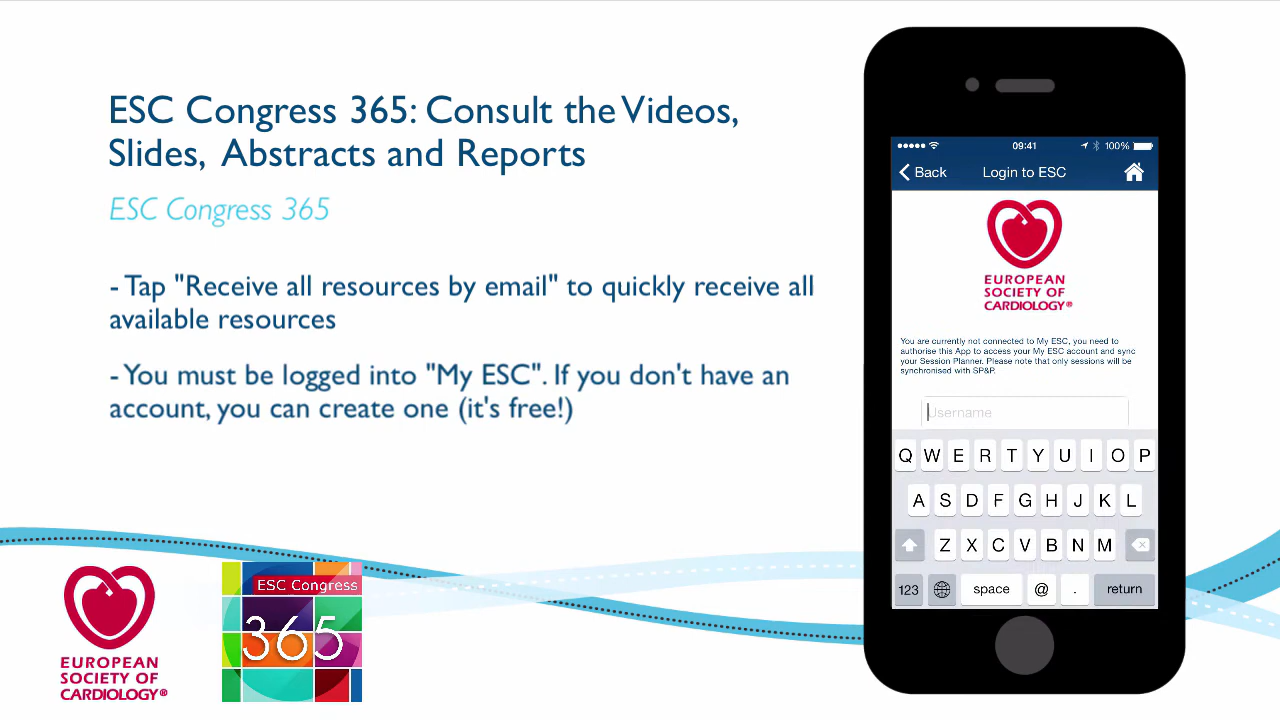 ESC Congress 365: Consult the Videos,
Slides, Abstracts and Reports
ESC Congress 365
- Tap "Receive all resources by email" to quickly receive all
available resources
- You must be logged into "My ESC". If you don't have an
account, you can create one (it's free!)
EUROPEAN
SOCIETY OF
CARDIOLOGY®
ESC Congress
365
09:41
100%
Back
Login to ESC
EUROPEAN
SOCIETY OF
CARDIOLOGY®
You are currently not connected to My ESC, you need to
authorise this App to access your My ESC account and sync
your Session Planner. Please note that only sessions will be
synchronised with SP&P.
Username
Q W E R T Y U I O P
A S D F G H J K L
Z X C V B N M
123 space @ . return